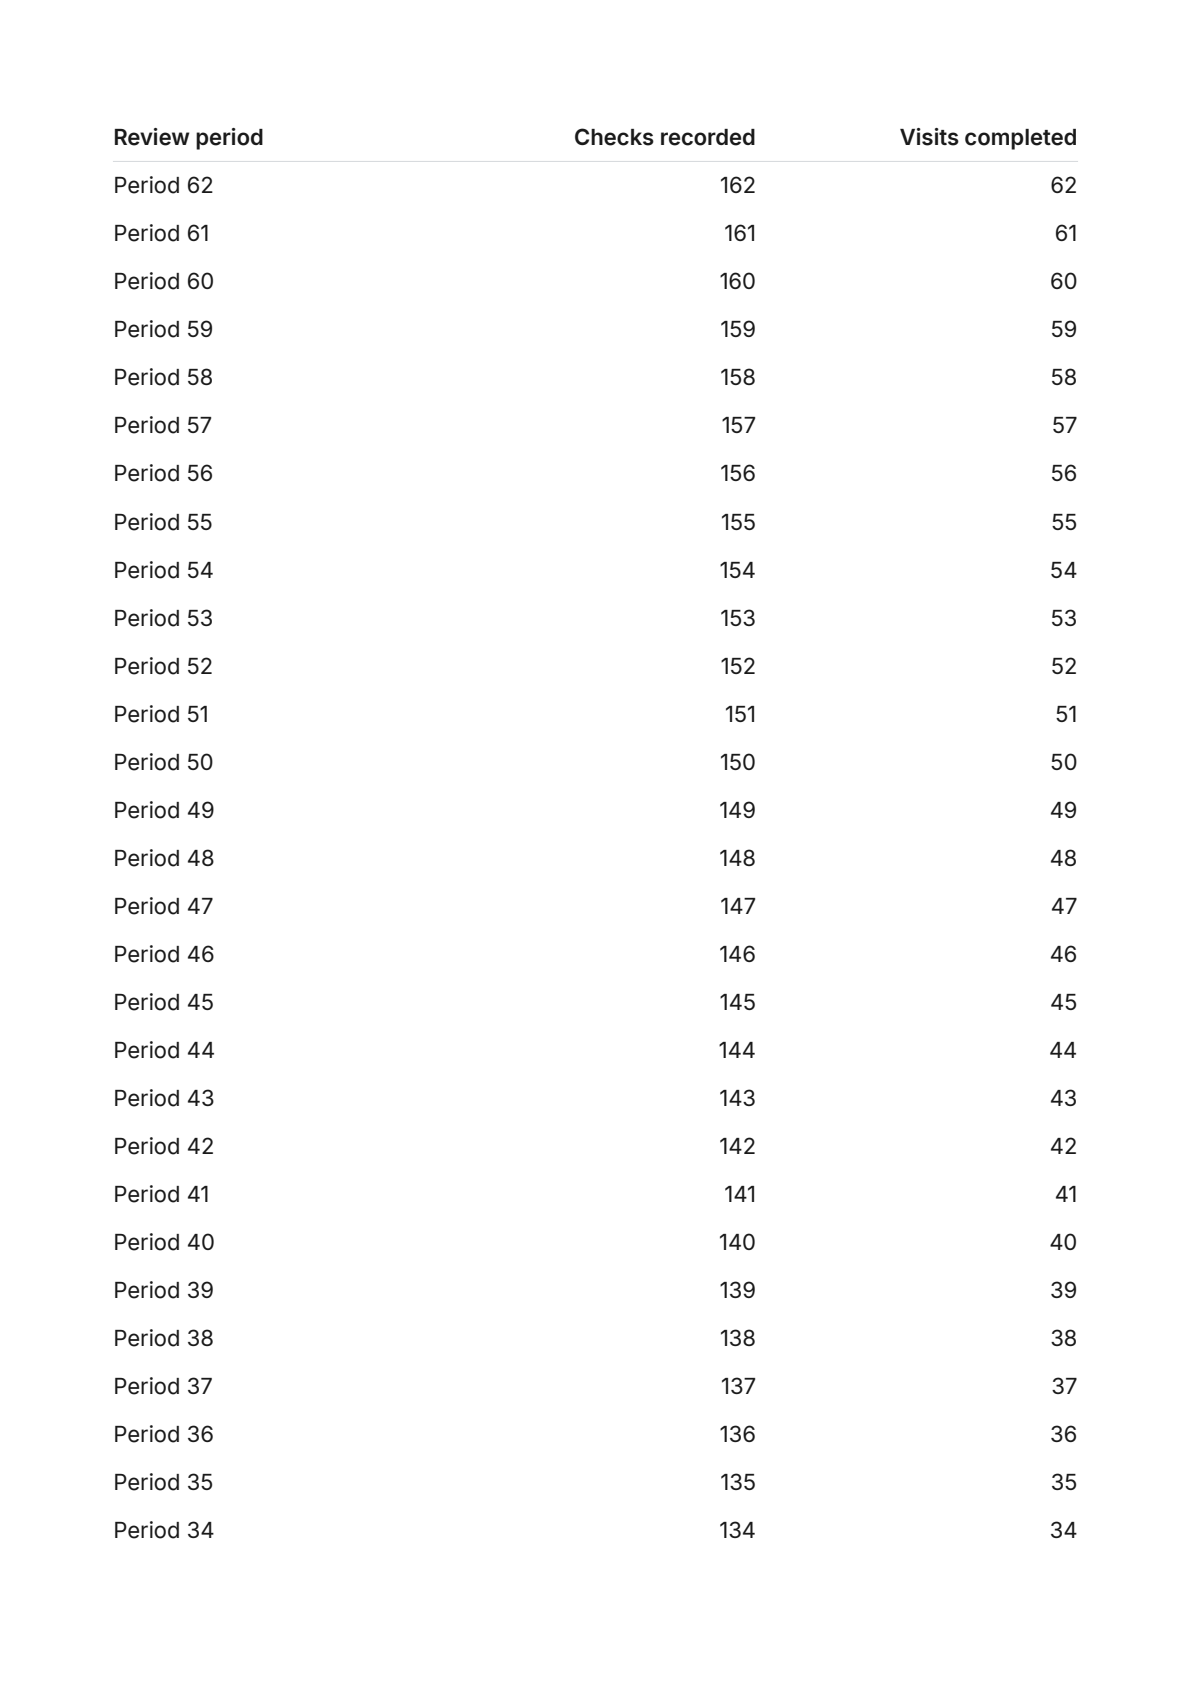 Review period Checks recorded Visits completed
Period 62 162 62
Period 61 161 61
Period 60 160 60
Period 59 159 59
Period 58 158 58
Period 57 157 57
Period 56 156 56
Period 55 155 55
Period 54 154 54
Period 53 153 53
Period 52 152 52
Period 51 151 51
Period 50 150 50
Period 49 149 49
Period 48 148 48
Period 47 147 47
Period 46 146 46
Period 45 145 45
Period 44 144 44
Period 43 143 43
Period 42 142 42
Period 41 141 41
Period 40 140 40
Period 39 139 39
Period 38 138 38
Period 37 137 37
Period 36 136 36
Period 35 135 35
Period 34 134 34